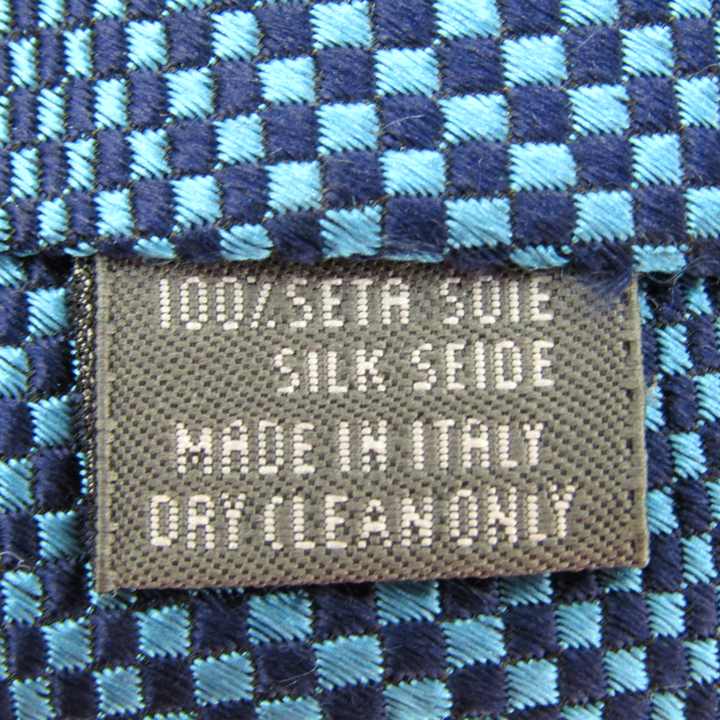 100%SETA SOIE
SILK SEIDE
MADE IN ITALY
DRY CLEAN ONLY